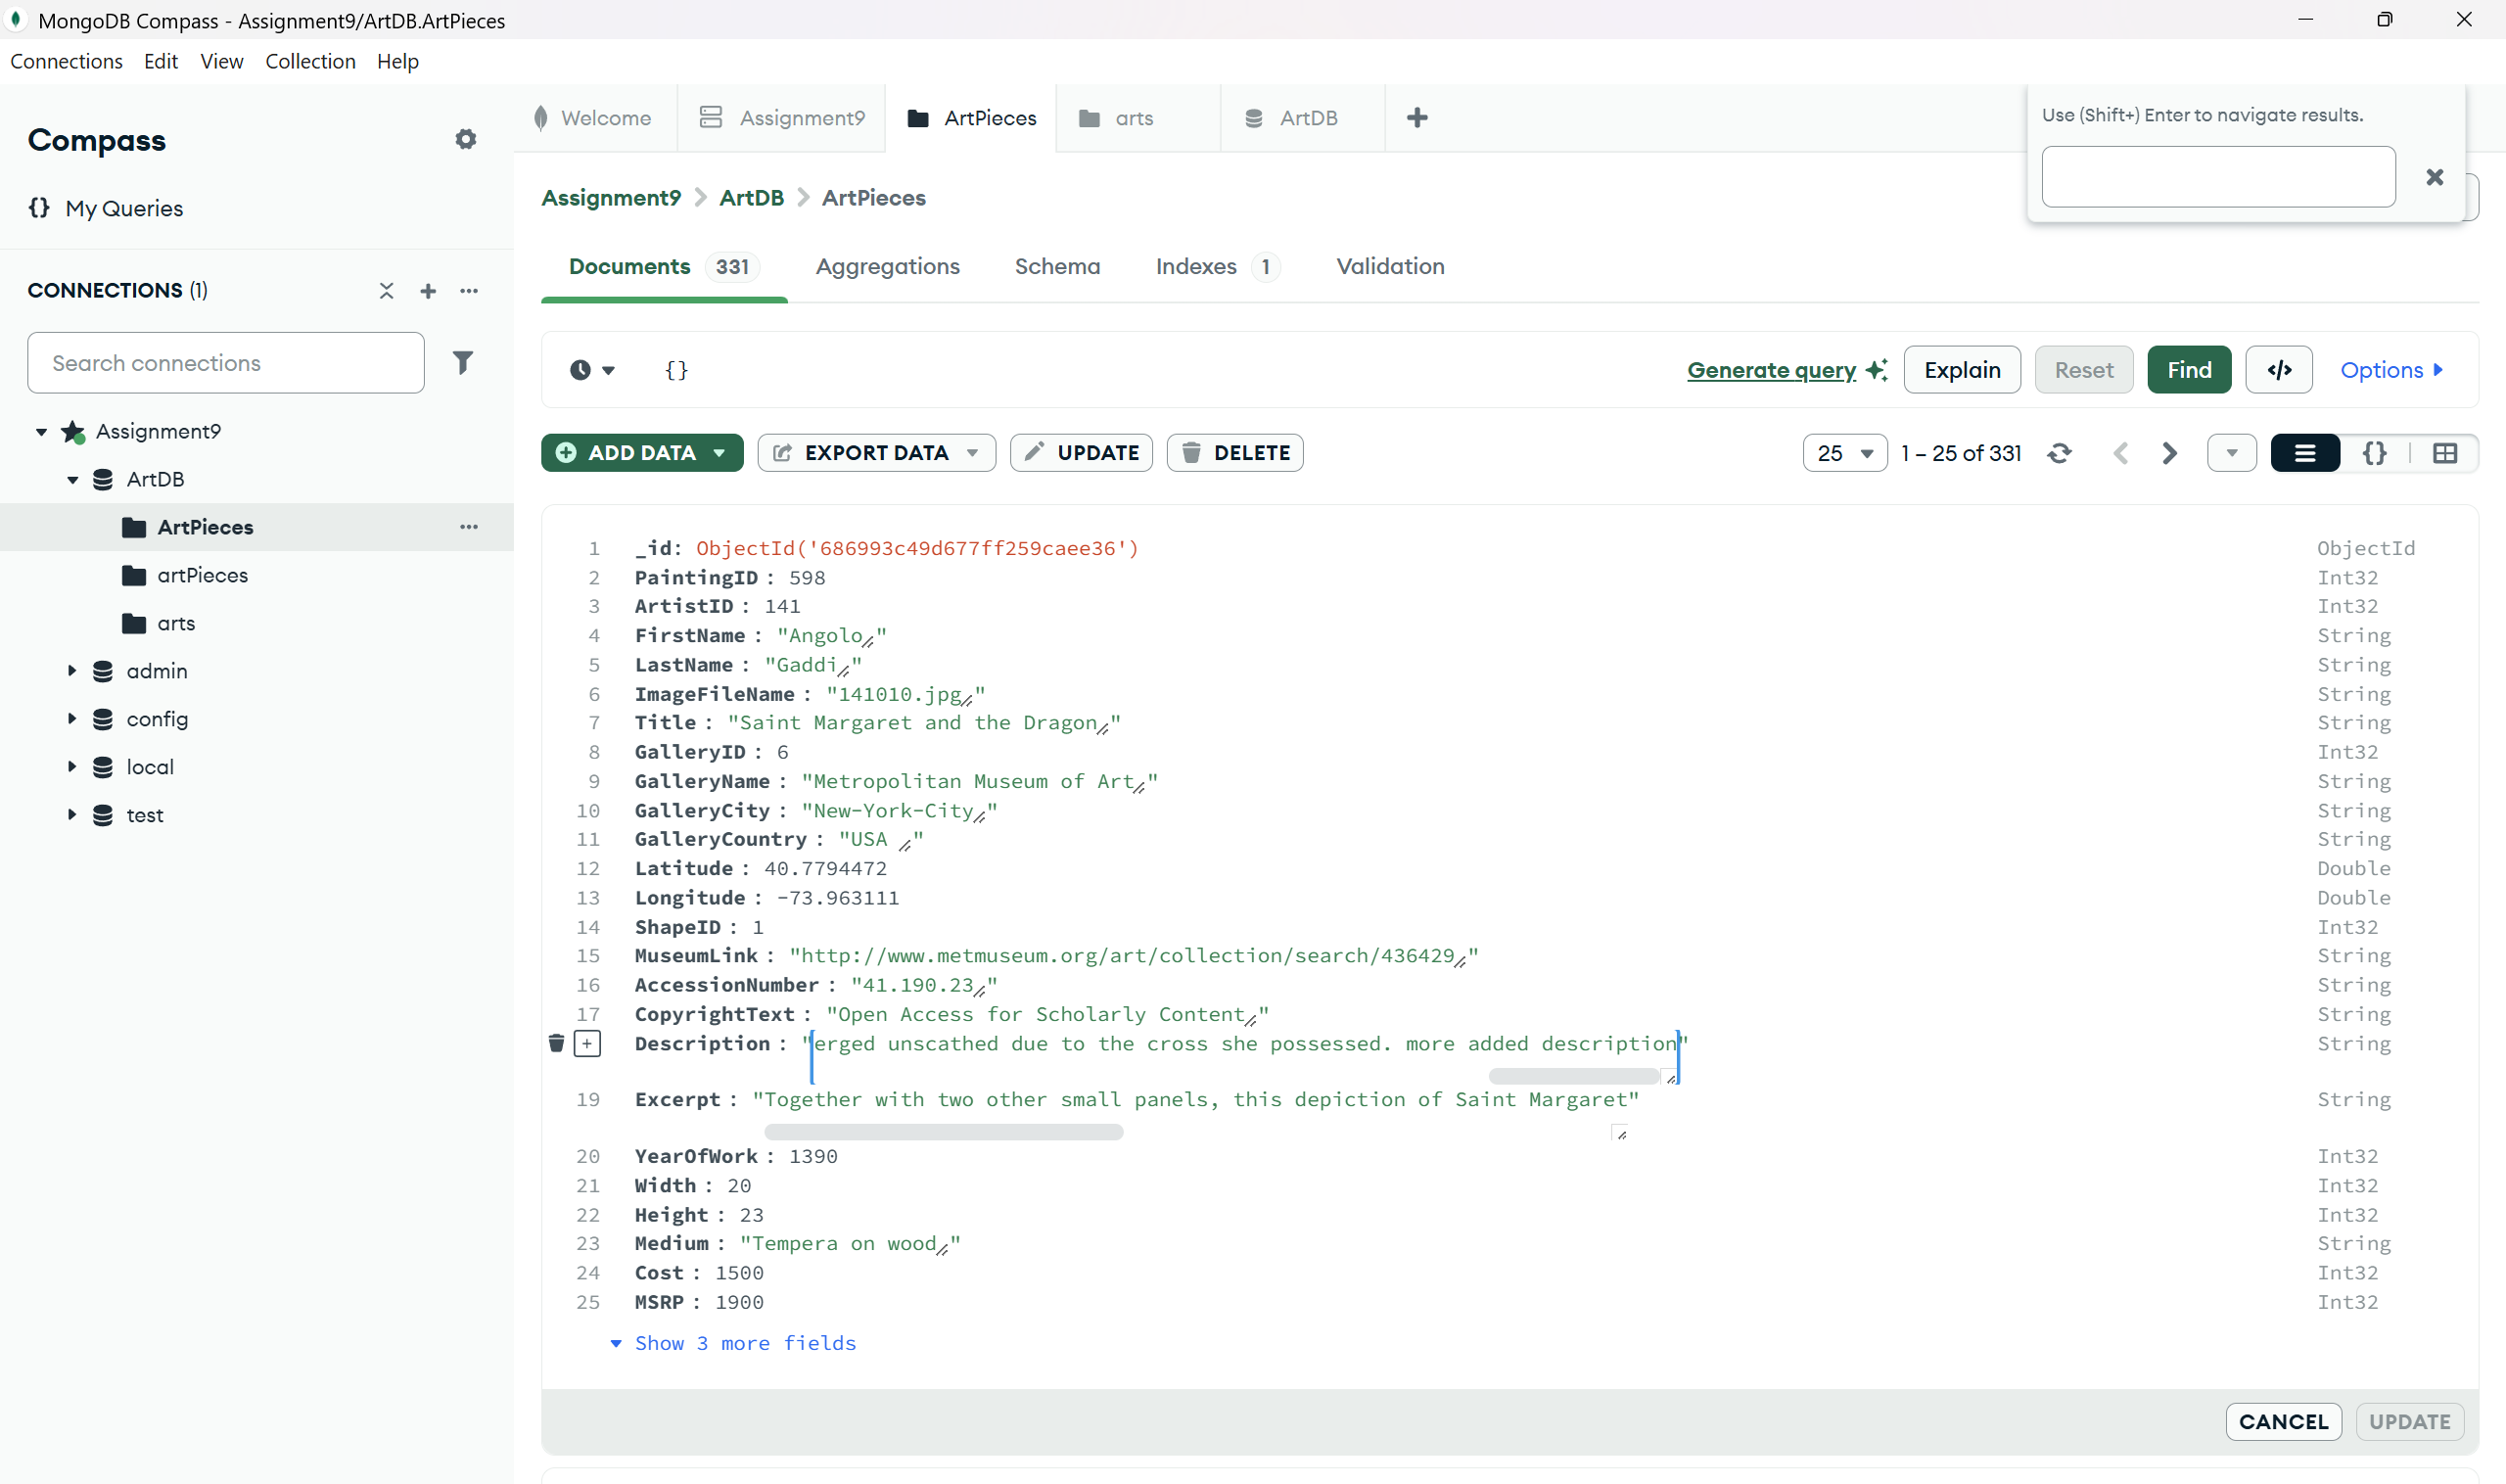 MongoDB Compass - Assignment9/ArtDB.ArtPieces
Connections Edit View Collection Help
Compass
{} My Queries
CONNECTIONS (1)
Search connections
Assignment9
ArtDB
ArtPieces
artPieces
arts
admin
config
local
test
Welcome Assignment9 ArtPieces arts ArtDB
Use (Shift+) Enter to navigate results.
Assignment9 > ArtDB > ArtPieces
Documents 331 Aggregations Schema Indexes 1 Validation
{} Generate query Explain Reset Find </> Options
ADD DATA EXPORT DATA UPDATE DELETE 25 1 – 25 of 331 {}
1 _id: ObjectId('686993c49d677ff259caee36') ObjectId
2 PaintingID : 598 Int32
3 ArtistID : 141 Int32
4 FirstName : "Angolo" String
5 LastName : "Gaddi" String
6 ImageFileName : "141010.jpg" String
7 Title : "Saint Margaret and the Dragon" String
8 GalleryID : 6 Int32
9 GalleryName : "Metropolitan Museum of Art" String
10 GalleryCity : "New-York-City" String
11 GalleryCountry : "USA " String
12 Latitude : 40.7794472 Double
13 Longitude : -73.963111 Double
14 ShapeID : 1 Int32
15 MuseumLink : "http://www.metmuseum.org/art/collection/search/436429" String
16 AccessionNumber : "41.190.23" String
17 CopyrightText : "Open Access for Scholarly Content" String
Description : "erged unscathed due to the cross she possessed. more added description" String
19 Excerpt : "Together with two other small panels, this depiction of Saint Margaret" String
20 YearOfWork : 1390 Int32
21 Width : 20 Int32
22 Height : 23 Int32
23 Medium : "Tempera on wood" String
24 Cost : 1500 Int32
25 MSRP : 1900 Int32
Show 3 more fields
CANCEL UPDATE